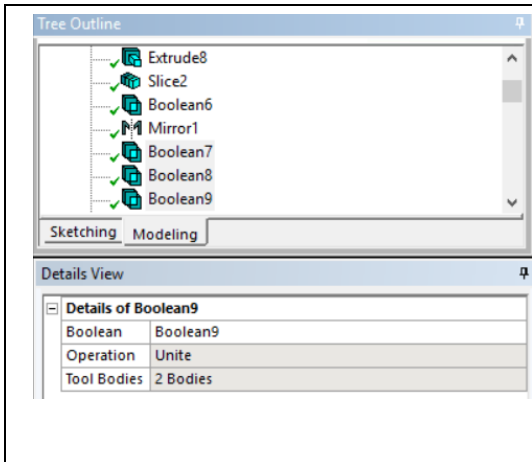 Tree Outline
Extrude8
Slice2
Boolean6
Mirror1
Boolean7
Boolean8
Boolean9
Sketching Modeling
Details View
Details of Boolean9
Boolean Boolean9
Operation Unite
Tool Bodies 2 Bodies